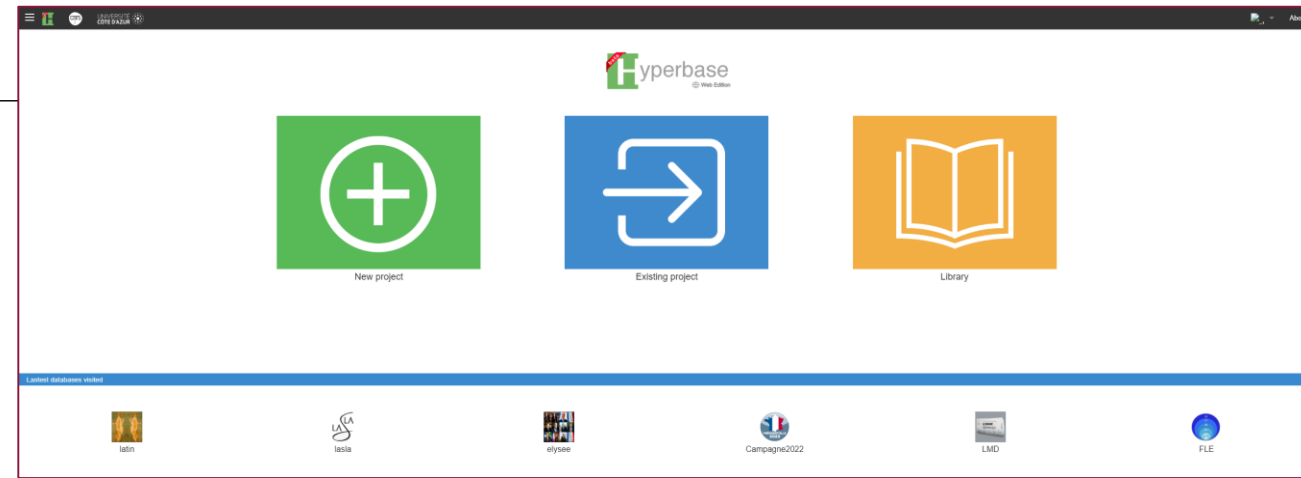 UNIVERSITÉ
CÔTE D'AZUR
Hyperbase
Web Edition
New project
Existing project
Library
Lastest databases visited
latin
lasla
elysee
Campagne2022
LMD
FLE